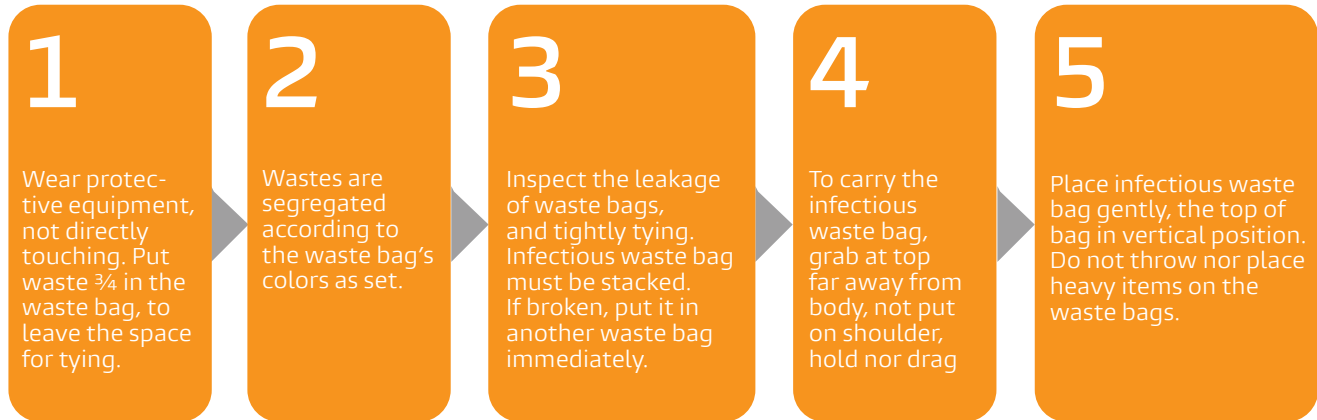 1
Wear protec-
tive equipment,
not directly
touching. Put
waste ¾ in the
waste bag, to
leave the space
for tying.
2
Wastes are
segregated
according to
the waste bag's
colors as set.
3
Inspect the leakage
of waste bags,
and tightly tying.
Infectious waste bag
must be stacked.
If broken, put it in
another waste bag
immediately.
4
To carry the
infectious
waste bag,
grab at top
far away from
body, not put
on shoulder,
hold nor drag
5
Place infectious waste
bag gently, the top of
bag in vertical position.
Do not throw nor place
heavy items on the
waste bags.